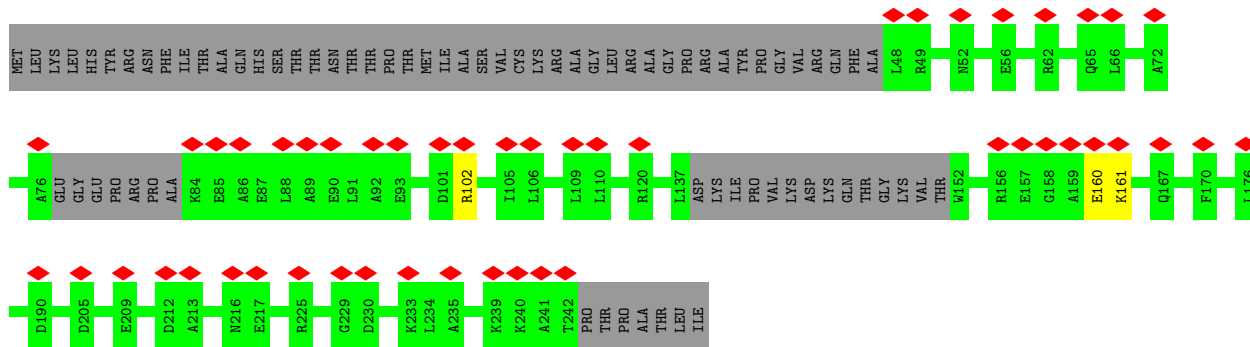 MET LEU LYS LEU HIS TYR ARG ASN PHE ILE THR ALA GLN HIS SER THR THR ASN THR THR PRO THR MET ILE ALA SER VAL CYS LYS ARG ALA GLY LEU ARG ALA GLY PRO ARG ALA TYR PRO GLY VAL ARG GLN PHE ALA L48 R49 N52 E56 R62 Q65 L66 A72
A76 GLU GLY GLU PRO ARG PRO ALA K84 E85 A86 E87 L88 A89 E90 L91 A92 E93 D101 R102 I105 L106 L109 L110 R120 L137 ASP LYS ILE PRO VAL LYS ASP LYS GLN THR GLY LYS VAL THR W152 R156 E157 G158 A159 E160 K161 Q167 F170 L176
D190 D205 E209 D212 A213 N216 E217 R225 G229 D230 K233 L234 A235 K239 K240 A241 T242 PRO THR PRO ALA THR LEU ILE